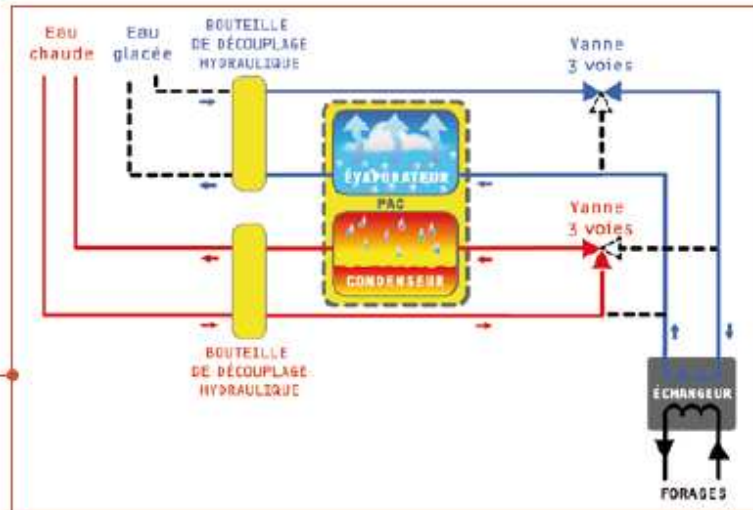 Eau
chaude
Eau
glacée
BOUTEILLE
DE DÉCOUPLAGE
HYDRAULIQUE
Vanne
3 voies
ÉVAPORATEUR
PAC
Vanne
3 voies
CONDENSEUR
BOUTEILLE
DE DÉCOUPLAGE
HYDRAULIQUE
ÉCHANGEUR
FORAGES